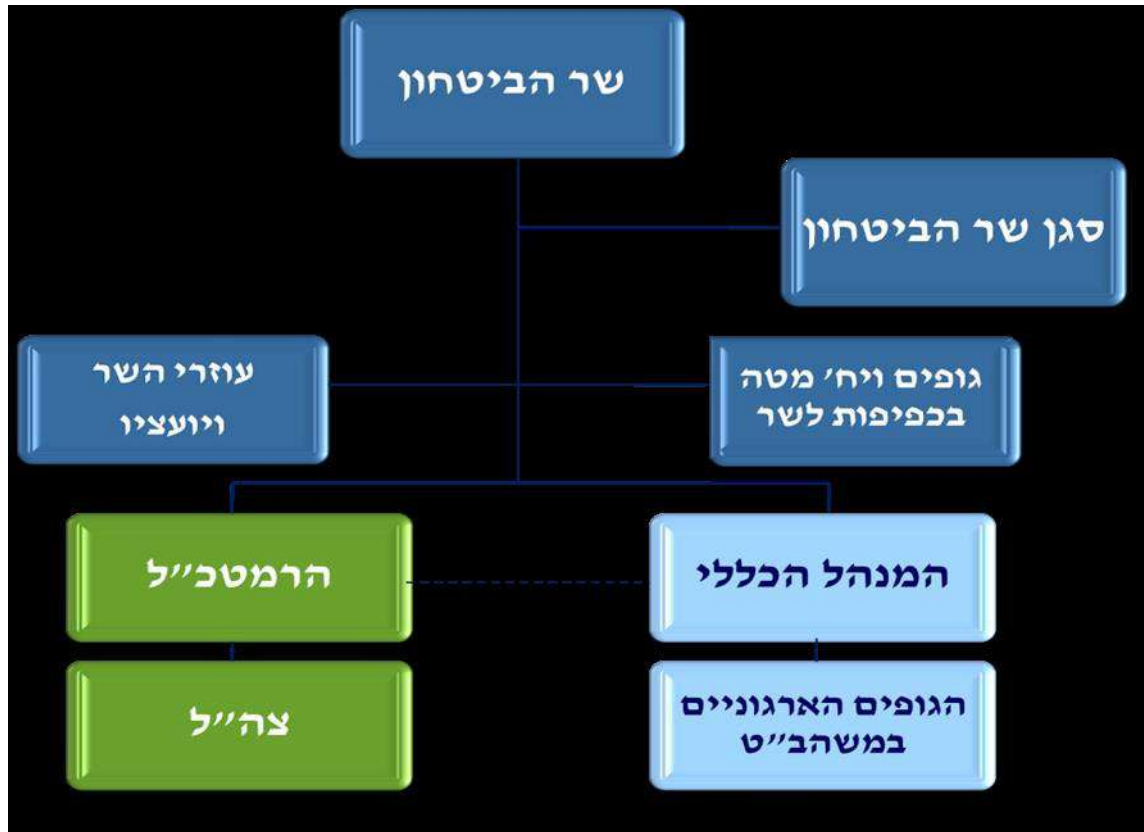 שר הביטחון
סגן שר הביטחון
גופים ויח' מטה
בכפיפות לשר
עוזרי השר
ויועציו
המנהל הכללי
הרמטכ"ל
הגופים הארגוניים
במשהב"ט
צה"ל